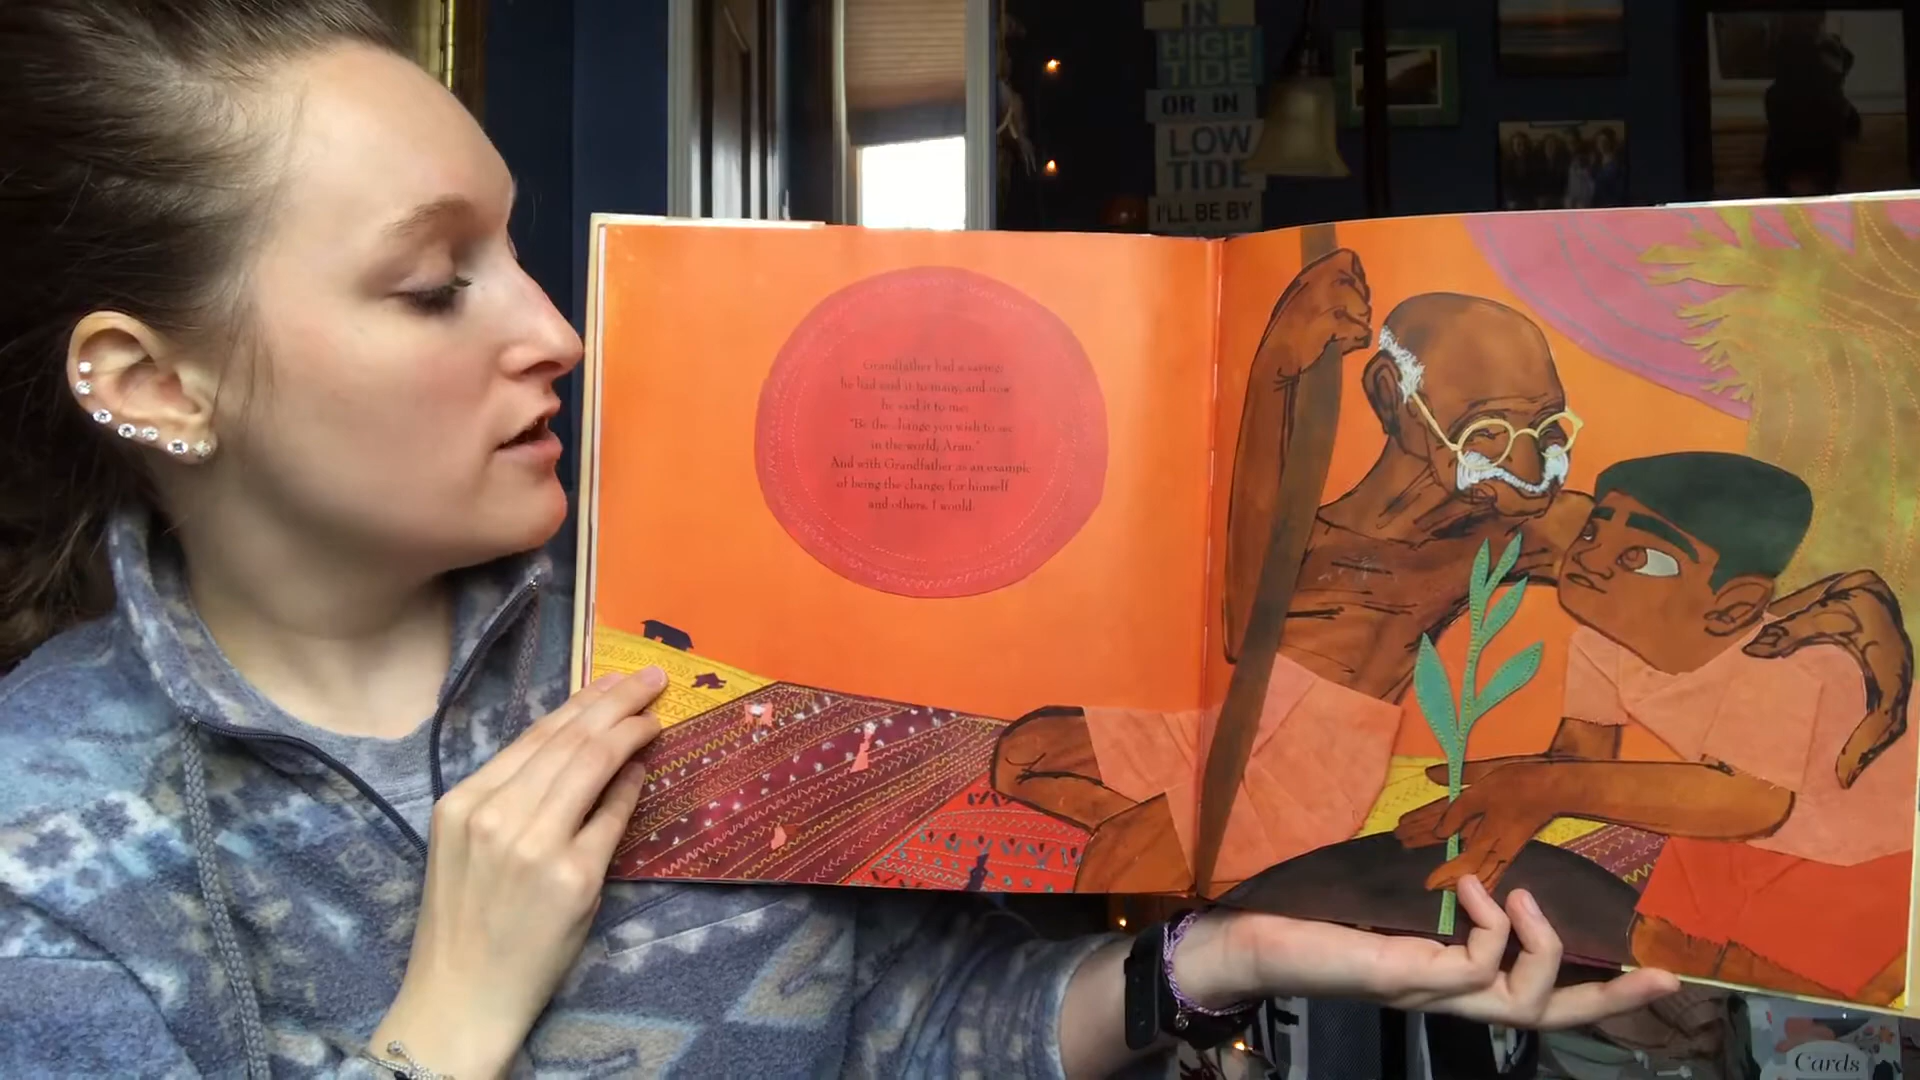 IN
HIGH
TIDE
OR IN
LOW
TIDE
I'LL BE BY
Grandfather had a saying;
he had said it to many, and now
he said it to me:
"Be the change you wish to see
in the world, Arun."
And with Grandfather as an example
of being the change, for himself
and others, I would.
Cards